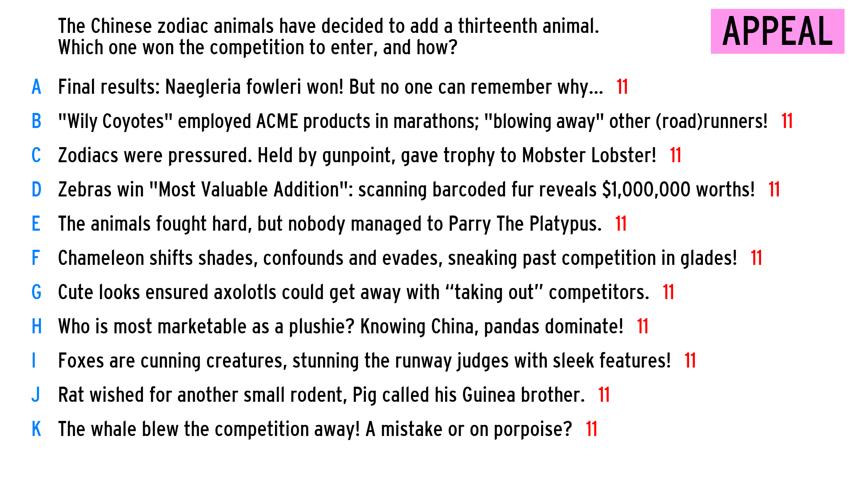 The Chinese zodiac animals have decided to add a thirteenth animal.
Which one won the competition to enter, and how?
APPEAL
A Final results: Naegleria fowleri won! But no one can remember why... 11
B "Wily Coyotes" employed ACME products in marathons; "blowing away" other (road)runners! 11
C Zodiacs were pressured. Held by gunpoint, gave trophy to Mobster Lobster! 11
D Zebras win "Most Valuable Addition": scanning barcoded fur reveals $1,000,000 worths! 11
E The animals fought hard, but nobody managed to Parry The Platypus. 11
F Chameleon shifts shades, confounds and evades, sneaking past competition in glades! 11
G Cute looks ensured axolotls could get away with “taking out” competitors. 11
H Who is most marketable as a plushie? Knowing China, pandas dominate! 11
I Foxes are cunning creatures, stunning the runway judges with sleek features! 11
J Rat wished for another small rodent, Pig called his Guinea brother. 11
K The whale blew the competition away! A mistake or on porpoise? 11